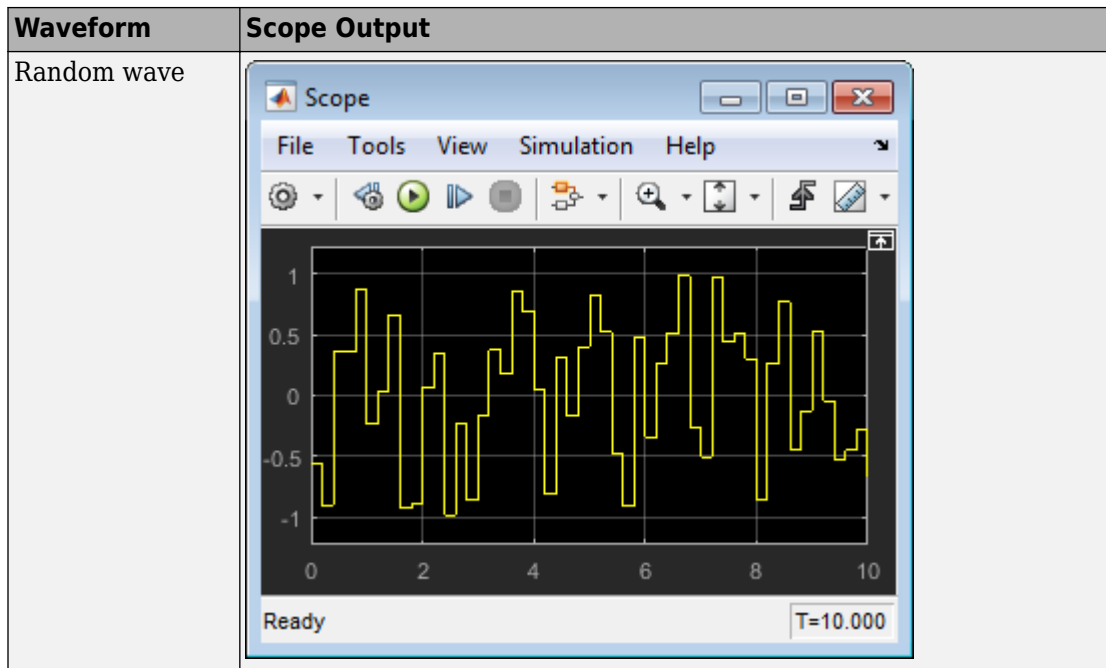 Waveform Scope Output
Random wave
Scope
File Tools View Simulation Help
1
0.5
0
-0.5
-1
0 2 4 6 8 10
Ready T=10.000